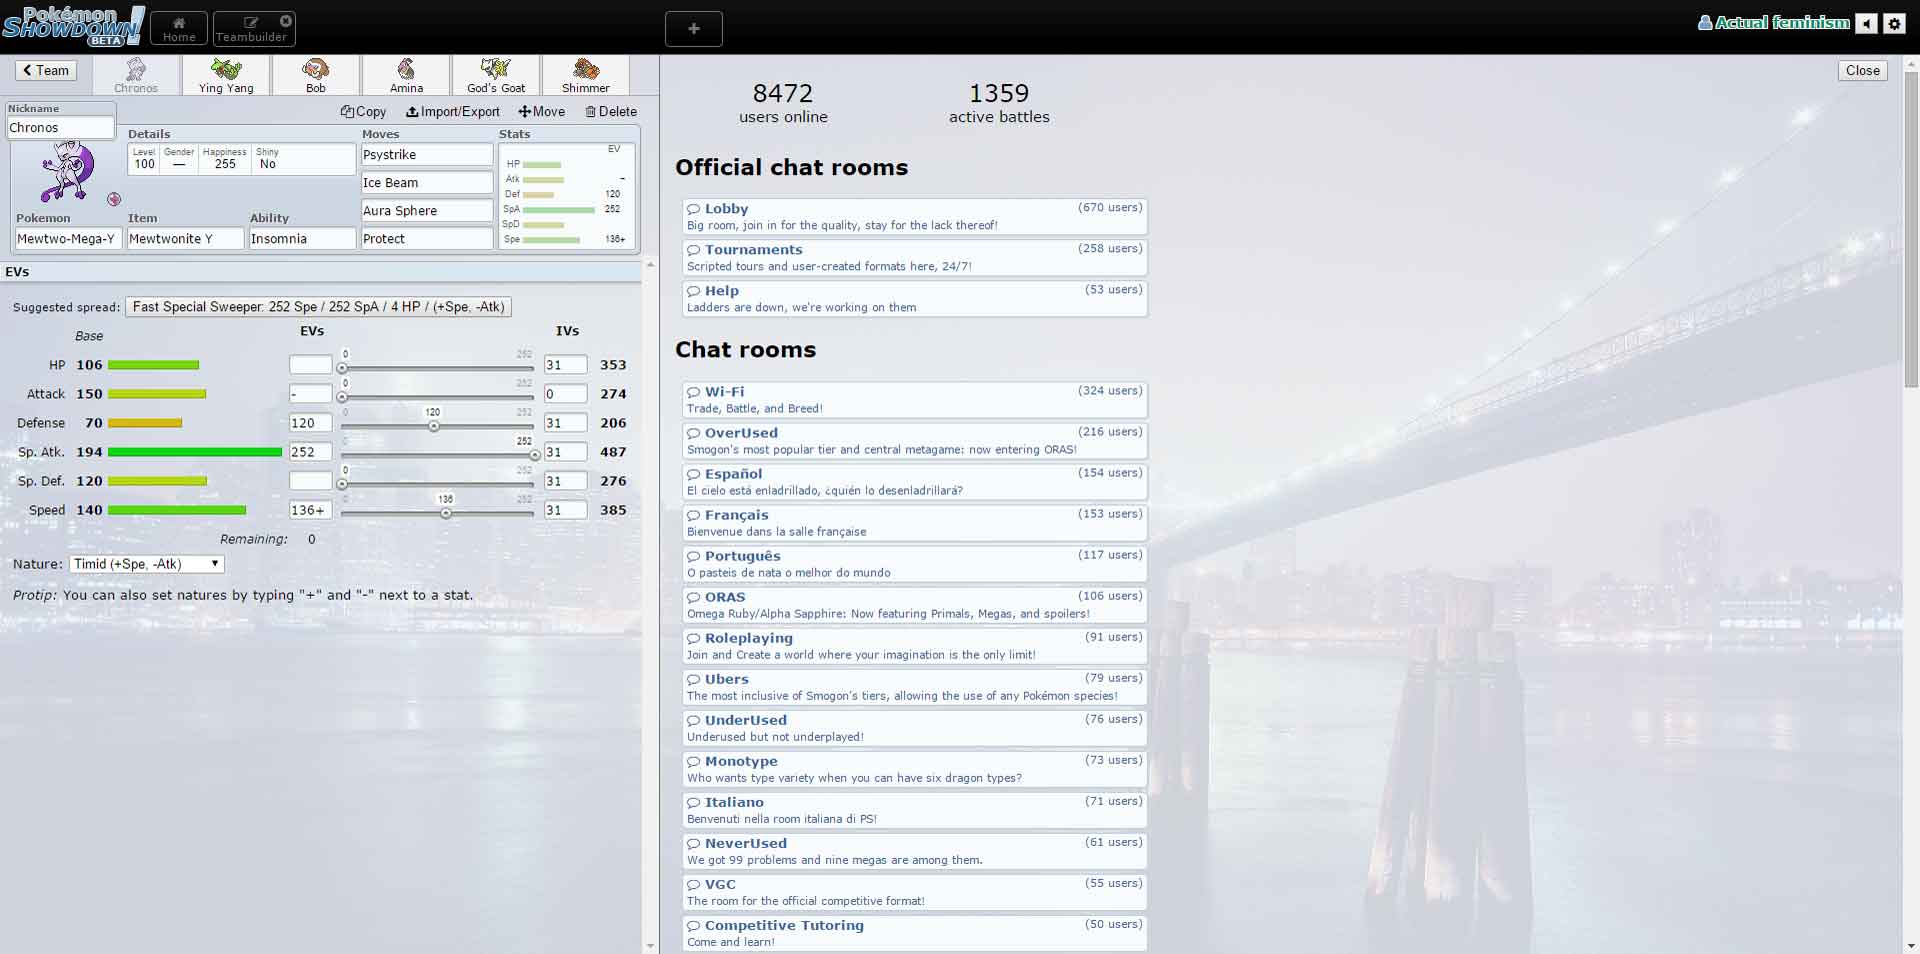 Pokémon
SHOWDOWN!
BETA
Home
Teambuilder
+
Actual feminism
Team
Chronos
Ying Yang
Bob
Amina
God's Goat
Shimmer
Copy
Import/Export
Move
Delete
Nickname
Chronos
Details
Level
100
Gender
—
Happiness
255
Shiny
No
Pokemon
Mewtwo-Mega-Y
Item
Mewtwonite Y
Ability
Insomnia
Moves
Psystrike
Ice Beam
Aura Sphere
Protect
Stats
EV
HP
Atk -
Def 120
SpA 252
SpD
Spe 136+
EVs
Suggested spread: Fast Special Sweeper: 252 Spe / 252 SpA / 4 HP / (+Spe, -Atk)
Base EVs IVs
HP 106 0 252 31 353
Attack 150 - 0 252 0 274
Defense 70 120 0 120 252 31 206
Sp. Atk. 194 252 0 252 31 487
Sp. Def. 120 0 252 31 276
Speed 140 136+ 0 136 252 31 385
Remaining: 0
Nature: Timid (+Spe, -Atk)
Protip: You can also set natures by typing "+" and "-" next to a stat.
Close
8472
users online
1359
active battles
Official chat rooms
Lobby (670 users)
Big room, join in for the quality, stay for the lack thereof!
Tournaments (258 users)
Scripted tours and user-created formats here, 24/7!
Help (53 users)
Ladders are down, we're working on them
Chat rooms
Wi-Fi (324 users)
Trade, Battle, and Breed!
OverUsed (216 users)
Smogon's most popular tier and central metagame: now entering ORAS!
Español (154 users)
El cielo está enladrillado, ¿quién lo desenladrillará?
Français (153 users)
Bienvenue dans la salle française
Português (117 users)
O pasteis de nata o melhor do mundo
ORAS (106 users)
Omega Ruby/Alpha Sapphire: Now featuring Primals, Megas, and spoilers!
Roleplaying (91 users)
Join and Create a world where your imagination is the only limit!
Ubers (79 users)
The most inclusive of Smogon's tiers, allowing the use of any Pokémon species!
UnderUsed (76 users)
Underused but not underplayed!
Monotype (73 users)
Who wants type variety when you can have six dragon types?
Italiano (71 users)
Benvenuti nella room italiana di PS!
NeverUsed (61 users)
We got 99 problems and nine megas are among them.
VGC (55 users)
The room for the official competitive format!
Competitive Tutoring (50 users)
Come and learn!